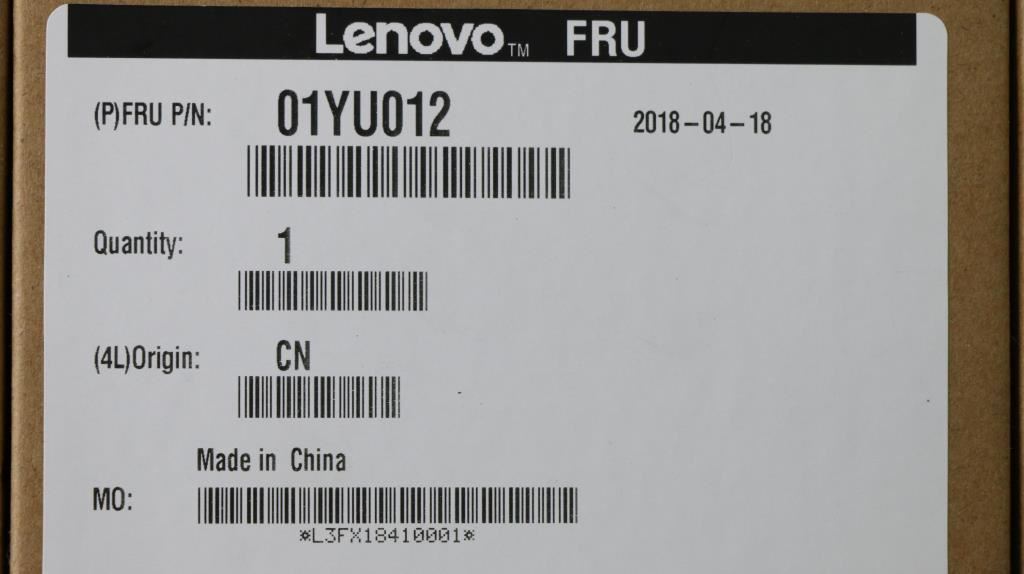 Lenovo™ FRU
(P)FRU P/N: 01YU012 2018-04-18
Quantity: 1
(4L)Origin: CN
Made in China
MO:
*L3FX18410001*